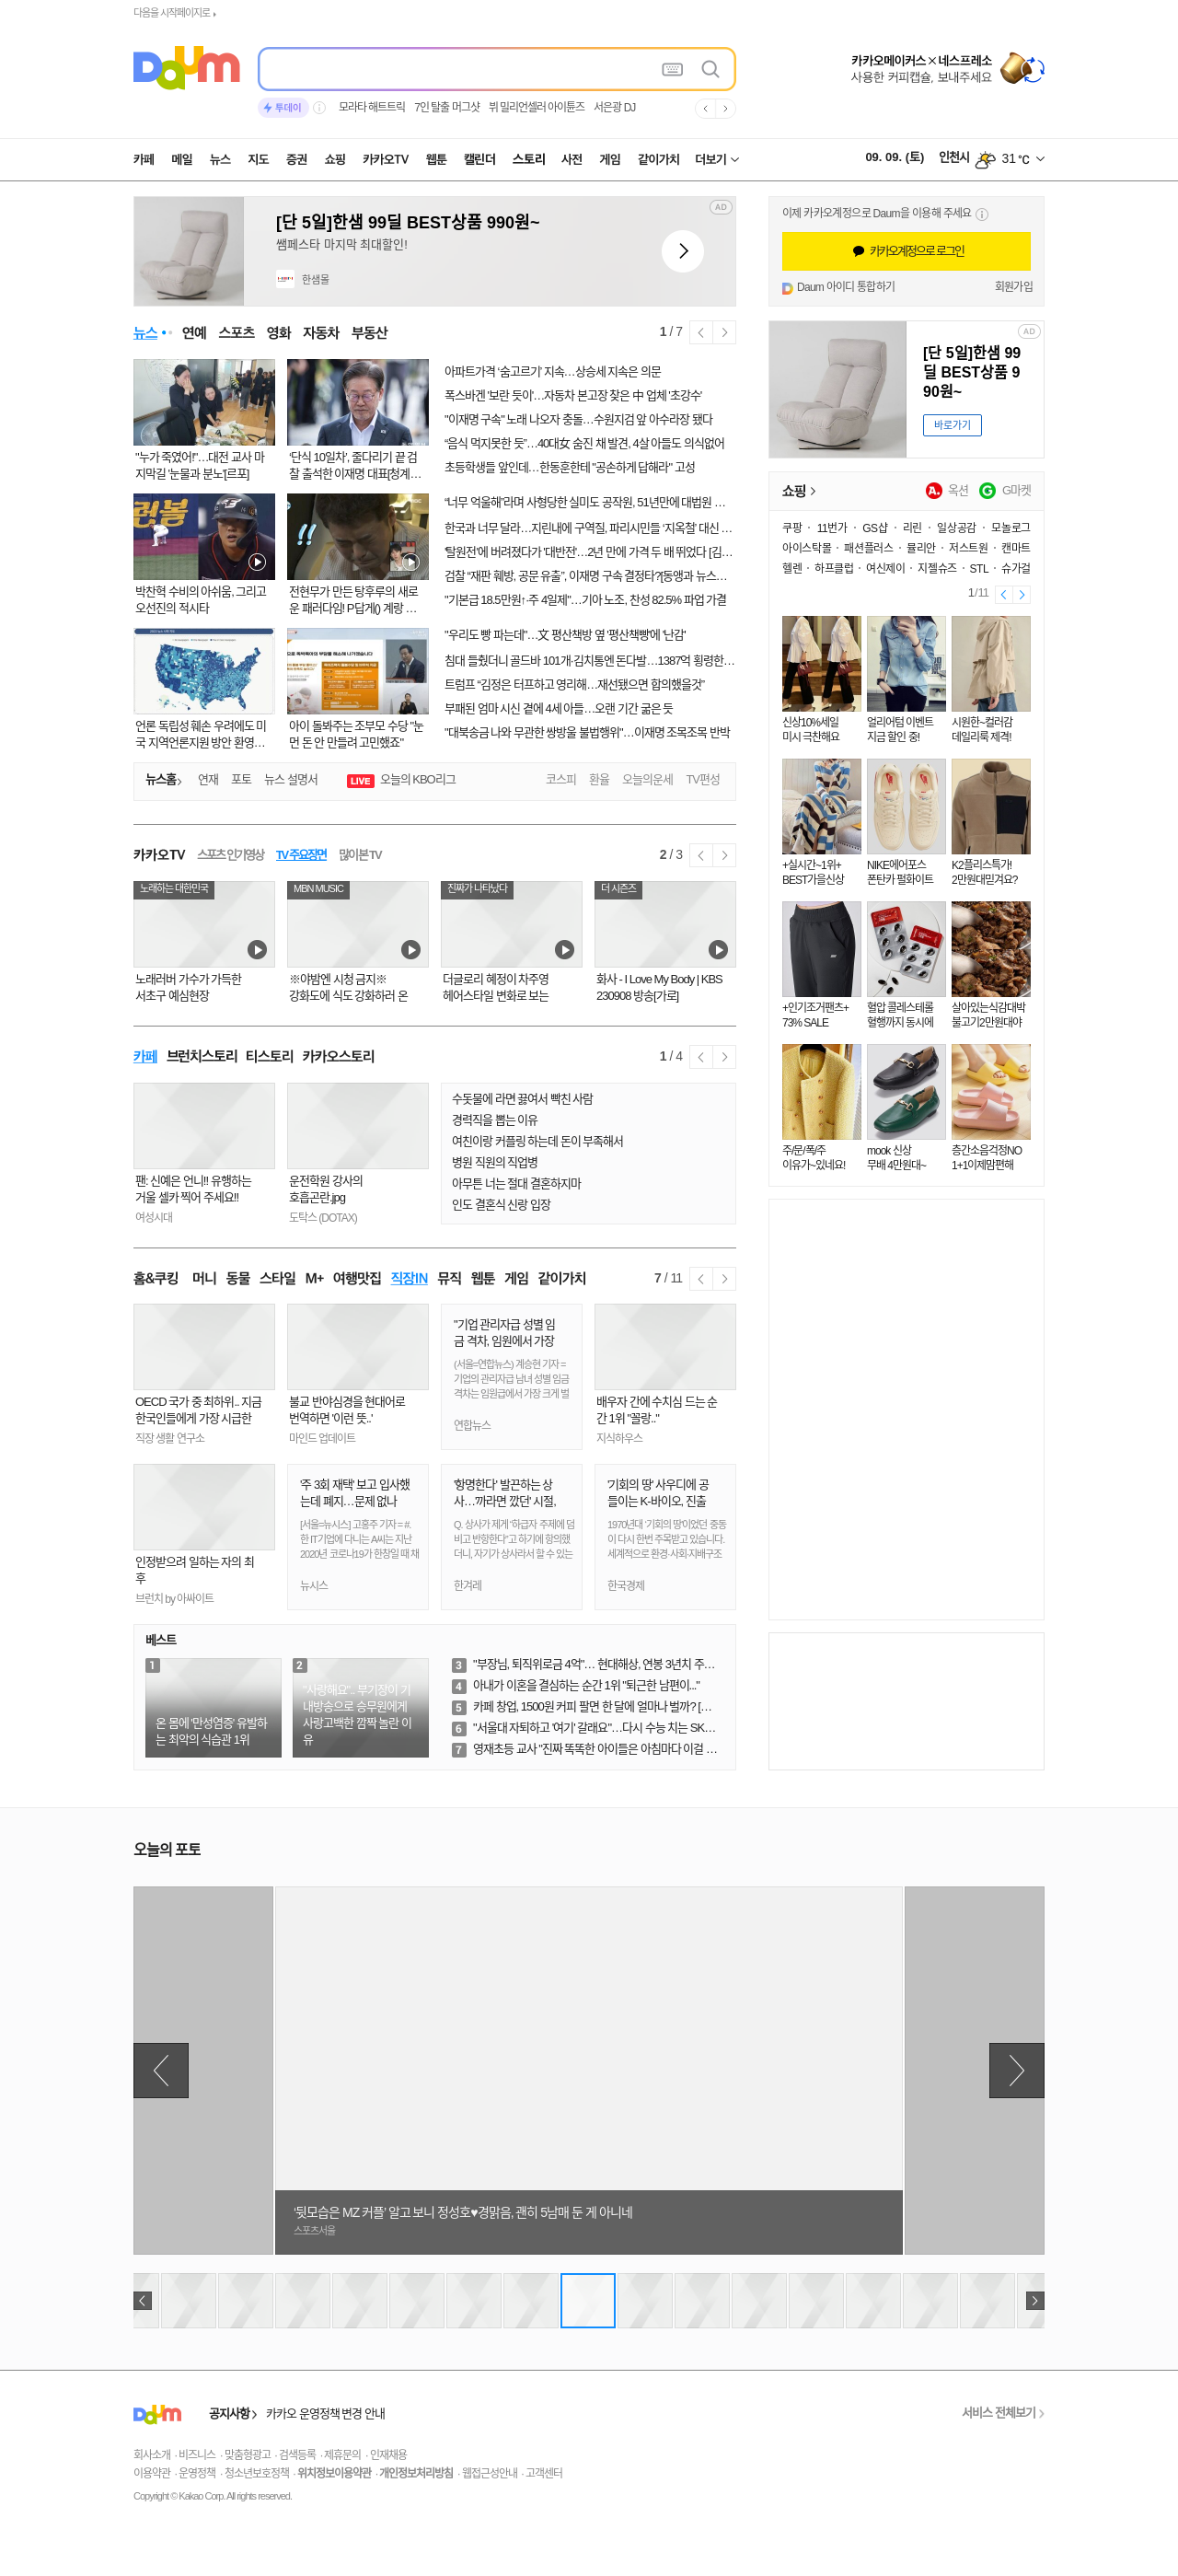 다음을 시작페이지로
카카오메이커스×네스프레소
사용한 커피캡슐, 보내주세요
Daum
투데이 모라타 해트트릭 7인 탈출 머그샷 뷔 밀리언셀러 아이튠즈 서은광 DJ
카페 메일 뉴스 지도 증권 쇼핑 카카오TV 웹툰 캘린더 스토리 사전 게임 같이가치 더보기
09. 09. (토) 인천시 31 ℃
[단 5일]한샘 99딜 BEST상품 990원~
쌤페스타 마지막 최대할인!
한샘몰
AD
이제 카카오계정으로 Daum을 이용해 주세요
카카오계정으로 로그인
Daum 아이디 통합하기 회원가입
뉴스 연예 스포츠 영화 자동차 부동산
1 / 7
"누가 죽였어!"…대전 교사 마
지막길 '눈물과 분노'[르포]
‘단식 10일차’, 줄다리기 끝 검
찰 출석한 이재명 대표[청계…
박찬혁 수비의 아쉬움, 그리고
오선진의 적시타
전현무가 만든 탕후루의 새로
운 패러다임! P답게() 계랑 …
언론 독립성 훼손 우려에도 미
국 지역언론지원 방안 환영…
아이 돌봐주는 조부모 수당 "눈
먼 돈 안 만들려 고민했죠"
아파트가격 ‘숨고르기’ 지속…상승세 지속은 의문
폭스바겐 '보란 듯이'…자동차 본고장 찾은 中 업체 '초강수'
"이재명 구속" 노래 나오자 충돌…수원지검 앞 아수라장 됐다
“음식 먹지못한 듯”…40대女 숨진 채 발견, 4살 아들도 의식없어
초등학생들 앞인데…한동훈한테 "공손하게 답해라" 고성
“너무 억울해”라며 사형당한 실미도 공작원, 51년만에 대법원 …
한국과 너무 달라…지린내에 구역질, 파리시민들 ‘지옥철’ 대신 …
'탈원전'에 버려졌다가 '대반전'…2년 만에 가격 두 배 뛰었다 [김…
검찰 “재판 훼방, 공문 유출”, 이재명 구속 결정타?[동앵과 뉴스…
"기본급 18.5만원↑·주 4일제"…기아 노조, 찬성 82.5% 파업 가결
"우리도 빵 파는데"…文 평산책방 옆 '평산책빵'에 '난감'
침대 들췄더니 골드바 101개·김치통엔 돈다발…1387억 횡령한…
트럼프 “김정은 터프하고 영리해…재선됐으면 합의했을것”
부패된 엄마 시신 곁에 4세 아들…오랜 기간 굶은 듯
"대북송금 나와 무관한 쌍방울 불법행위"…이재명 조목조목 반박
뉴스홈 연재 포토 뉴스 설명서 LIVE 오늘의 KBO리그 코스피 환율 오늘의운세 TV편성
AD
[단 5일]한샘 99
딜 BEST상품 9
90원~
바로가기
쇼핑 옥션 G마켓
쿠팡 · 11번가 · GS샵 · 리린 · 일상공감 · 모놀로그
아이스탁몰 · 패션플러스 · 뮬리안 · 저스트원 · 캔마트
헬렌 · 하프클럽 · 여신제이 · 지젤슈즈 · STL · 슈가걸
1/11
신상10%세일
미시 극찬해요
얼리어텀 이벤트
지금 할인 중!
시원한~컬러감
데일리룩 제격!
+실시간~1위+
BEST가을신상
NIKE에어포스
폰탄카 펄화이트
K2플리스특가!
2만원대믿겨요?
+인기조거팬츠+
73% SALE
혈압 콜레스테롤
혈행까지 동시에
살아있는식감대박
불고기2만원대야
주/문/폭/주
이유가~있네요!
mook 신상
무배 4만원대~
층간소음걱정NO
1+1이제맘편해
카카오TV 스포츠 인기영상 TV 주요장면 많이 본 TV
2 / 3
노래하는 대한민국
노래러버 가수가 가득한
서초구 예심현장
MBN MUSIC
※야밤엔 시청 금지※
강화도에 식도 강화하러 온
진짜가 나타났다
더글로리 혜정이 차주영
헤어스타일 변화로 보는
더 시즌즈
화사 - I Love My Body | KBS
230908 방송[가로]
카페 브런치스토리 티스토리 카카오스토리
1 / 4
팬: 신예은 언니!! 유행하는
거울 셀카 찍어 주세요!!
여성시대
운전학원 강사의
호흡곤란.jpg
도탁스 (DOTAX)
수돗물에 라면 끓여서 빡친 사람
경력직을 뽑는 이유
여친이랑 커플링 하는데 돈이 부족해서
병원 직원의 직업병
아무튼 너는 절대 결혼하지마
인도 결혼식 신랑 입장
홈&쿠킹 머니 동물 스타일 M+ 여행맛집 직장IN 뮤직 웹툰 게임 같이가치
7 / 11
OECD 국가 중 최하위.. 지금
한국인들에게 가장 시급한
직장 생활 연구소
불교 반야심경을 현대어로
번역하면 '이런 뜻..'
마인드 업데이트
"기업 관리자급 성별 임
금 격차, 임원에서 가장
(서울=연합뉴스) 계승현 기자 =
기업의 관리자급 남녀 성별 임금
격차는 임원급에서 가장 크게 벌
연합뉴스
배우자 간에 수치심 드는 순
간 1위 "꼴랑.."
지식하우스
인정받으려 일하는 자의 최
후
브런치 by 아싸이트
'주 3회 재택' 보고 입사했
는데 폐지…문제 없나
[서울=뉴시스] 고홍주 기자 = #.
한 IT기업에 다니는 A씨는 지난
2020년 코로나19가 한창일 때 채
뉴시스
'항명한다' 발끈하는 상
사…까라면 깠던 시절,
Q. 상사가 제게 “하급자 주제에 덤
비고 반항한다”고 하기에 항의했
더니, 자기가 상사라서 할 수 있는
한겨레
'기회의 땅' 사우디에 공
들이는 K-바이오, 진출
1970년대 '기회의 땅'이었던 중동
이 다시 한번 주목받고 있습니다.
세계적으로 환경·사회·지배구조
한국경제
베스트
1 온 몸에 '만성염증' 유발하
는 최악의 식습관 1위
2 "사랑해요".. 부기장이 기
내방송으로 승무원에게
사랑고백한 깜짝 놀란 이
유
3 "부장님, 퇴직위로금 4억"… 현대해상, 연봉 3년치 주…
4 아내가 이혼을 결심하는 순간 1위 "퇴근한 남편이..."
5 카페 창업, 1500원 커피 팔면 한 달에 얼마나 벌까? […
6 "서울대 자퇴하고 '여기' 갈래요"…다시 수능 치는 SK…
7 영재초등 교사 "진짜 똑똑한 아이들은 아침마다 이걸 …
오늘의 포토
'뒷모습은 MZ 커플' 알고 보니 정성호♥경맑음, 괜히 5남매 둔 게 아니네
스포츠서울
Daum 공지사항 카카오 운영정책 변경 안내 서비스 전체보기
회사소개 · 비즈니스 · 맞춤형광고 · 검색등록 · 제휴문의 · 인재채용
이용약관 · 운영정책 · 청소년보호정책 · 위치정보이용약관 · 개인정보처리방침 · 웹접근성안내 · 고객센터
Copyright © Kakao Corp. All rights reserved.